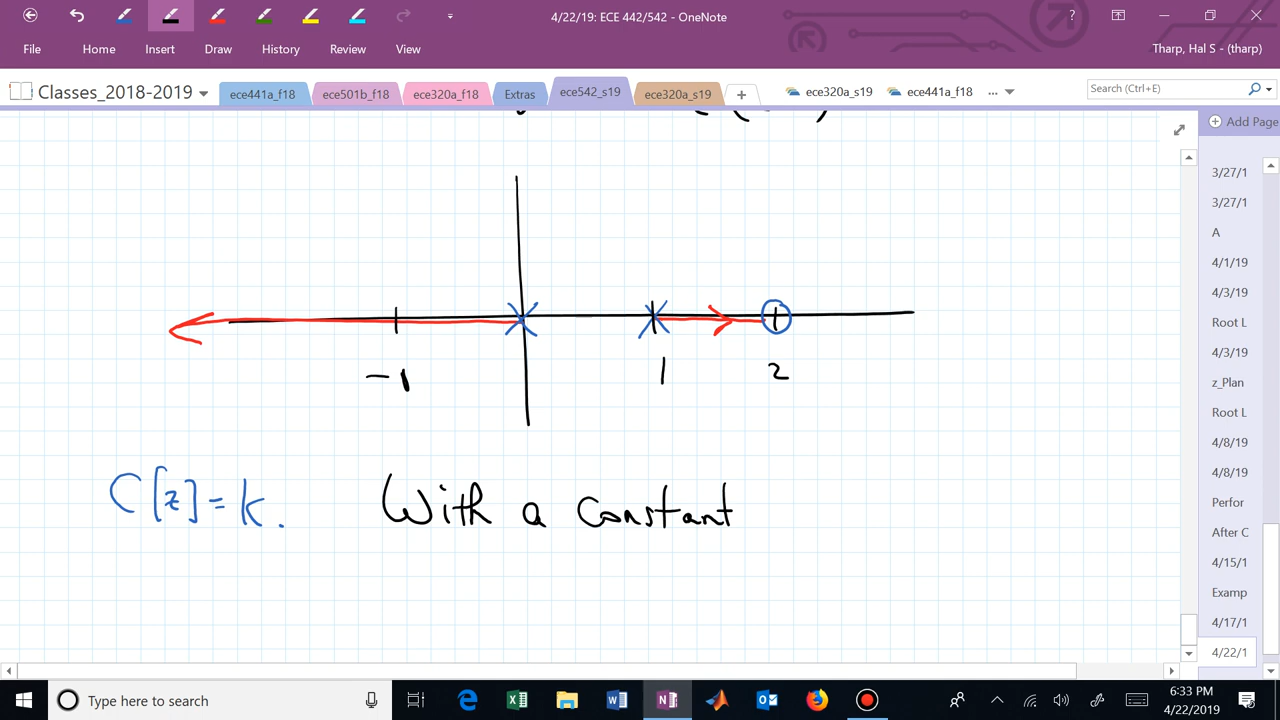 4/22/19: ECE 442/542 - OneNote
File Home Insert Draw History Review View
Tharp, Hal S - (tharp)
Classes_2018-2019
ece441a_f18 ece501b_f18 ece320a_f18 Extras ece542_s19 ece320a_s19
ece320a_s19 ece441a_f18 ...
Search (Ctrl+E)
Add Page
3/27/1
3/27/1
A
4/1/19
4/3/19
Root L
4/3/19
z_Plan
Root L
4/8/19
4/8/19
Perfor
After C
4/15/1
Examp
4/17/1
4/22/1
-1 1 2
C[z] = k. With a constant
Type here to search
6:33 PM
4/22/2019